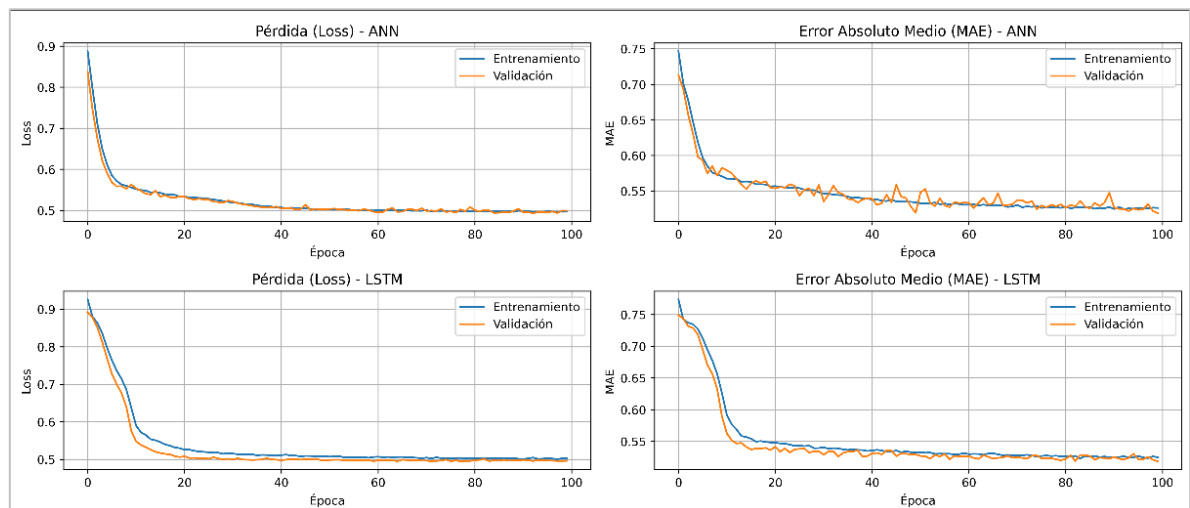 Pérdida (Loss) - ANN
0.9
0.8
0.7
0.6
0.5
Loss
Entrenamiento
Validación
0 20 40 60 80 100
Época
Error Absoluto Medio (MAE) - ANN
0.75
0.70
0.65
0.60
0.55
MAE
Entrenamiento
Validación
0 20 40 60 80 100
Época
Pérdida (Loss) - LSTM
0.9
0.8
0.7
0.6
0.5
Loss
Entrenamiento
Validación
0 20 40 60 80 100
Época
Error Absoluto Medio (MAE) - LSTM
0.75
0.70
0.65
0.60
0.55
MAE
Entrenamiento
Validación
0 20 40 60 80 100
Época